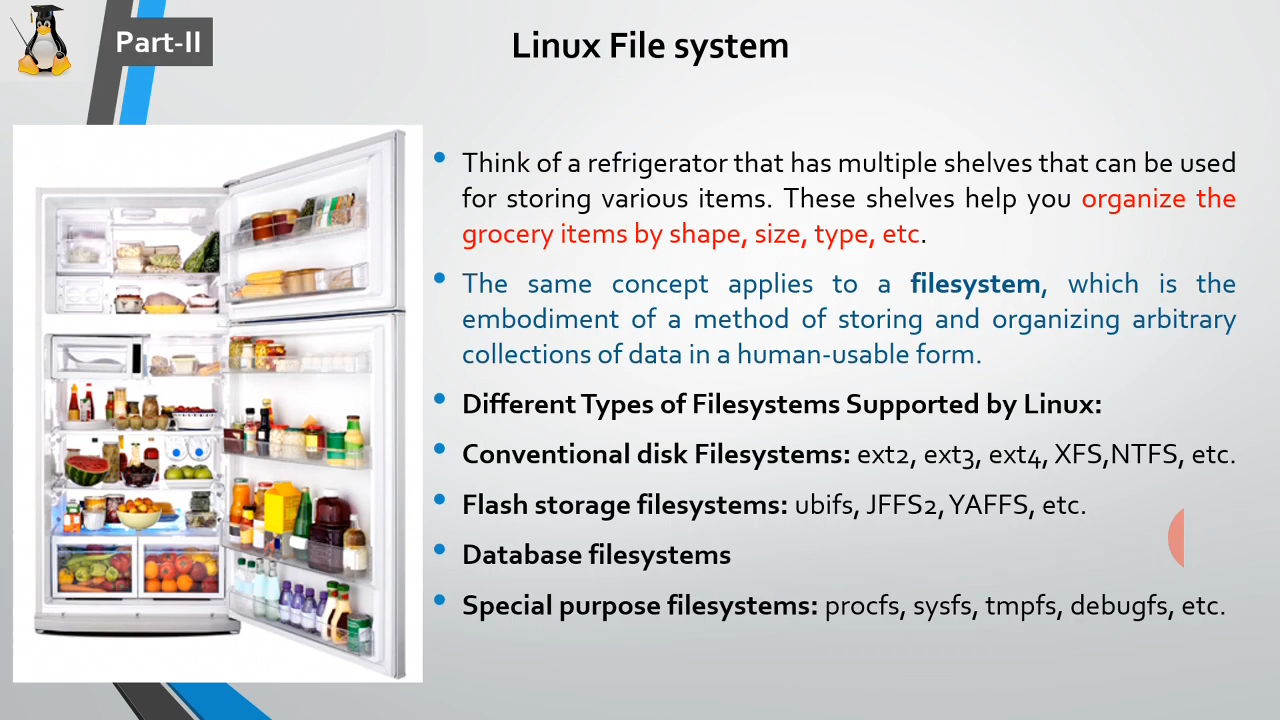 Part-II
Linux File system
Think of a refrigerator that has multiple shelves that can be used
for storing various items. These shelves help you organize the
grocery items by shape, size, type, etc.
The same concept applies to a filesystem, which is the
embodiment of a method of storing and organizing arbitrary
collections of data in a human-usable form.
Different Types of Filesystems Supported by Linux:
Conventional disk Filesystems: ext2, ext3, ext4, XFS,NTFS, etc.
Flash storage filesystems: ubifs, JFFS2, YAFFS, etc.
Database filesystems
Special purpose filesystems: procfs, sysfs, tmpfs, debugfs, etc.